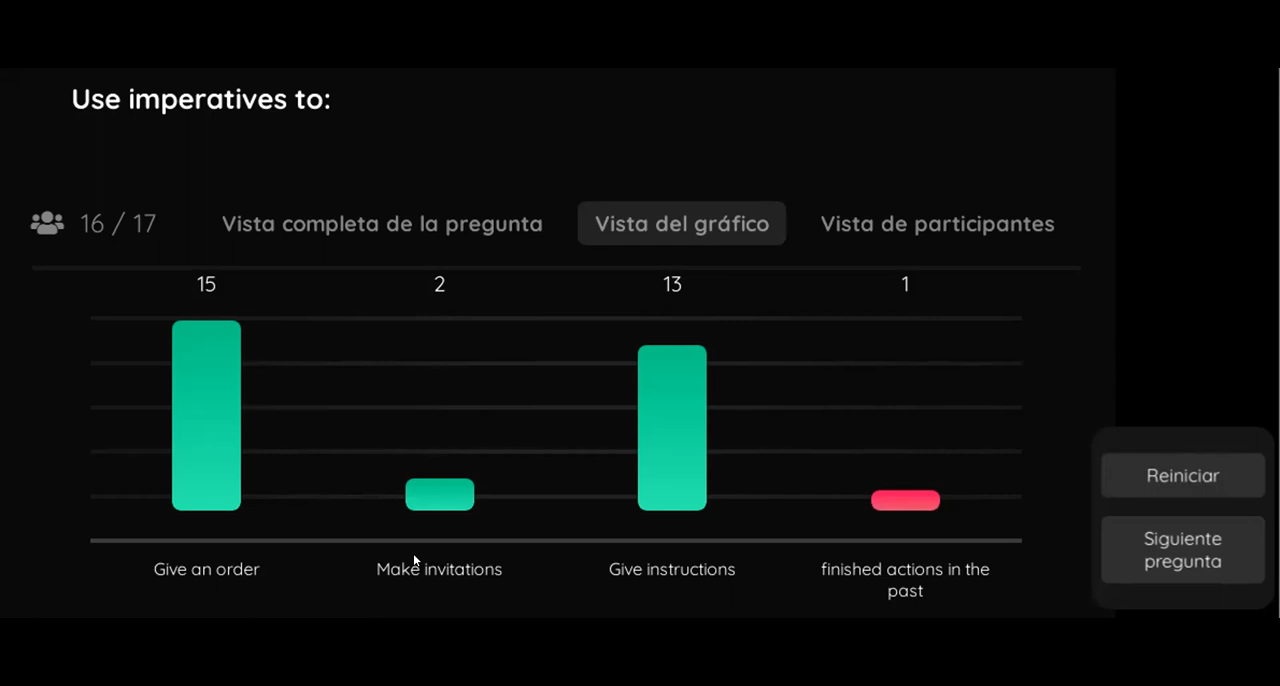 Use imperatives to:
16 / 17 Vista completa de la pregunta Vista del gráfico Vista de participantes
15 2 13 1
Give an order Make invitations Give instructions finished actions in the past
Reiniciar
Siguiente
pregunta